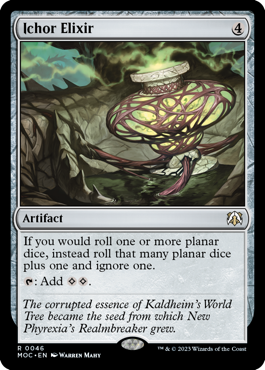 Ichor Elixir 4
Artifact
If you would roll one or more planar
dice, instead roll that many planar dice
plus one and ignore one.
: Add .
The corrupted essence of Kaldheim's World
Tree became the seed from which New
Phyrexia's Realmbreaker grew.
R 0046
MOC • EN Warren Mahy
™ & © 2023 Wizards of the Coast